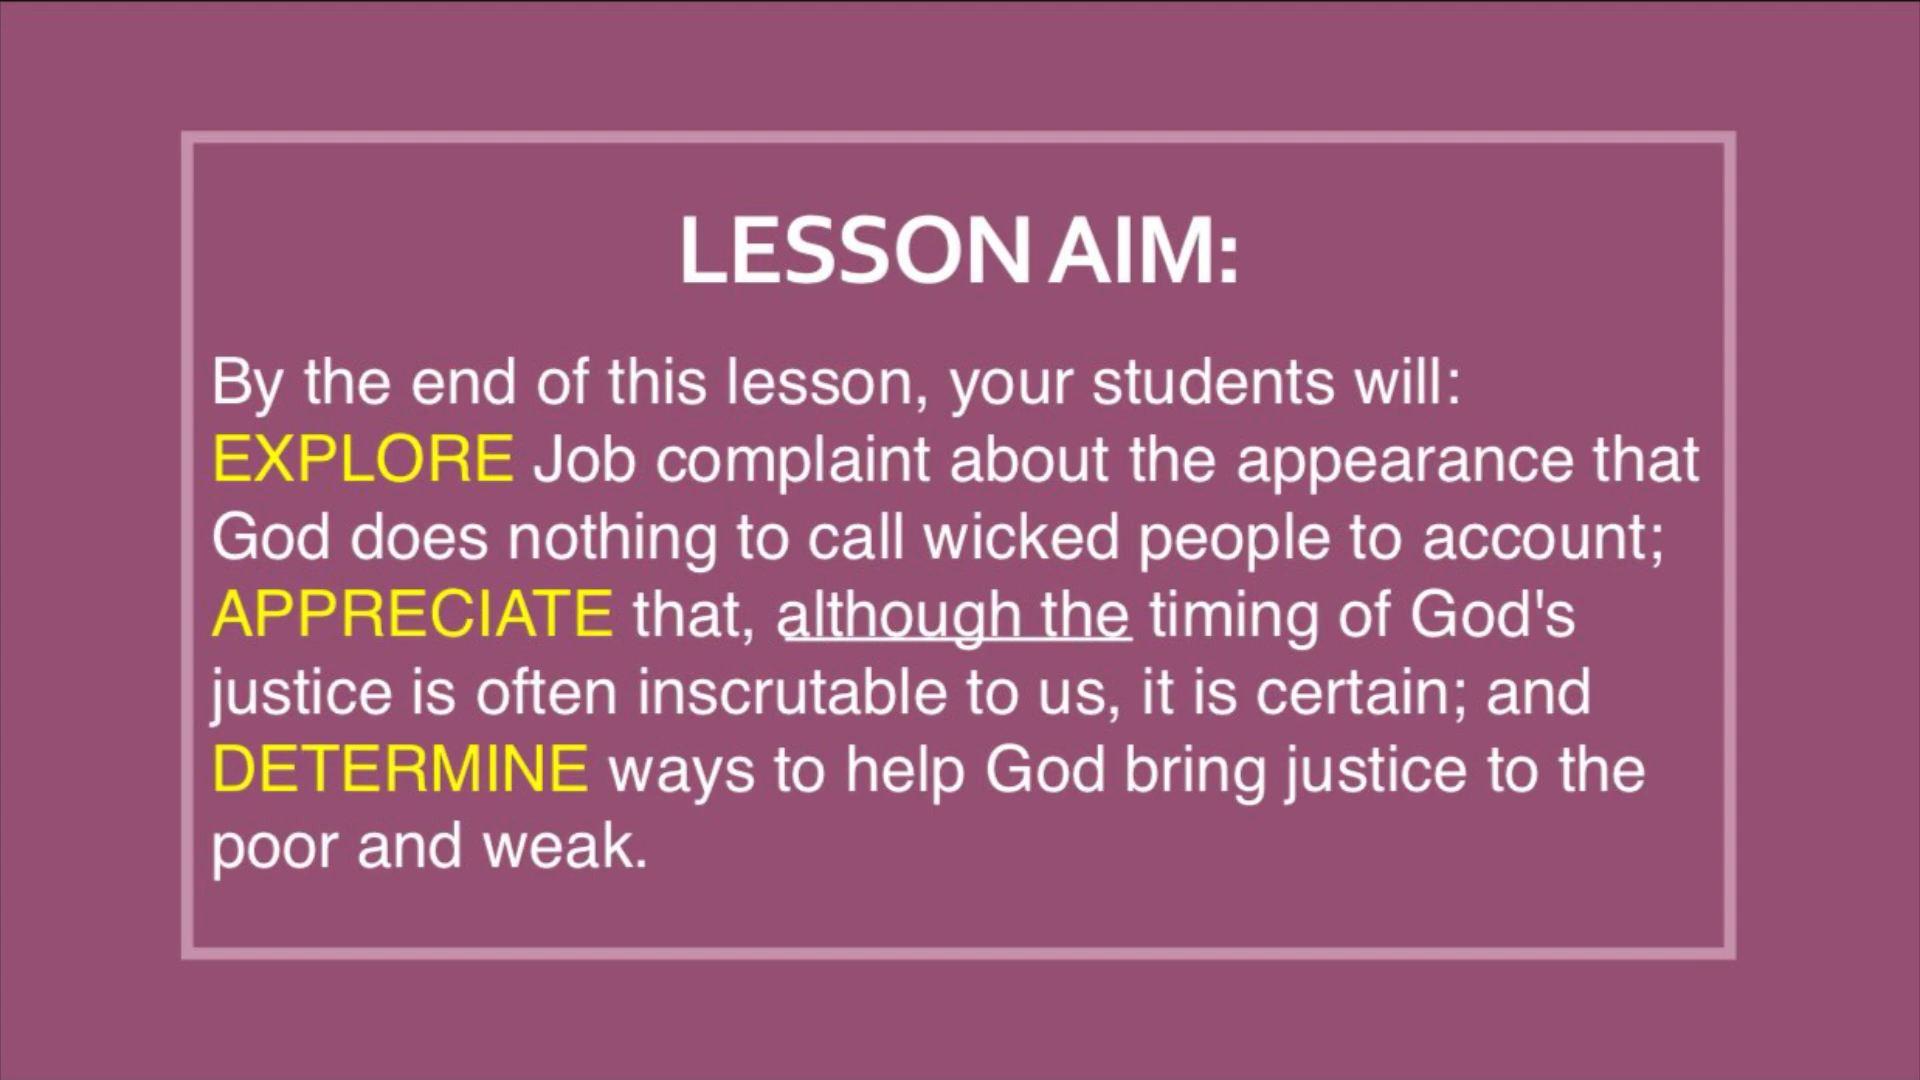 LESSON AIM:
By the end of this lesson, your students will:
EXPLORE Job complaint about the appearance that
God does nothing to call wicked people to account;
APPRECIATE that, although the timing of God's
justice is often inscrutable to us, it is certain; and
DETERMINE ways to help God bring justice to the
poor and weak.